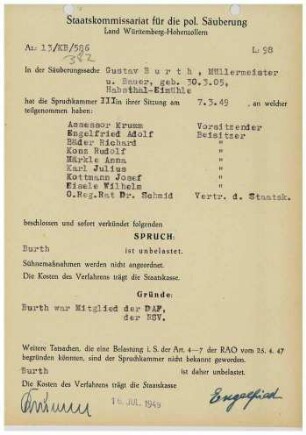 Staatskommissariat für die pol. Säuberung
Land Württemberg-Hohenzollern
Az: 13/KB/586 L: 98
382
In der Säuberungssache Gustav Burth, Müllermeister
u. Bauer, geb. 30.3.05,
Habsthal-Eimühle
hat die Spruchkammer III in ihrer Sitzung am 7.3.49 , an welcher
teilgenommen haben:
Assessor Krumm Vorsitzender
Engelfried Adolf Beisitzer
Bäder Richard "
Konz Rudolf "
Märkle Anna "
Karl Julius "
Kottmann Josef "
Eisele Wilhelm "
O.Reg.Rat Dr. Schmid Vertr. d. Staatsk.
beschlossen und sofort verkündet folgenden
SPRUCH:
Burth ist unbelastet.
Sühnemaßnahmen werden nicht angeordnet.
Die Kosten des Verfahrens trägt die Staatskasse.
Gründe:
Burth war Mitglied der DAF,
der NSV.
Weitere Tatsachen, die eine Belastung i. S. der Art. 4—7 der RAO vom 25. 4. 47
begründen könnten, sind der Spruchkammer nicht bekannt geworden.
Burth ist daher unbelastet.
Die Kosten des Verfahrens trägt die Staatskasse
Krumm 16. JUL. 1949 Engelfried